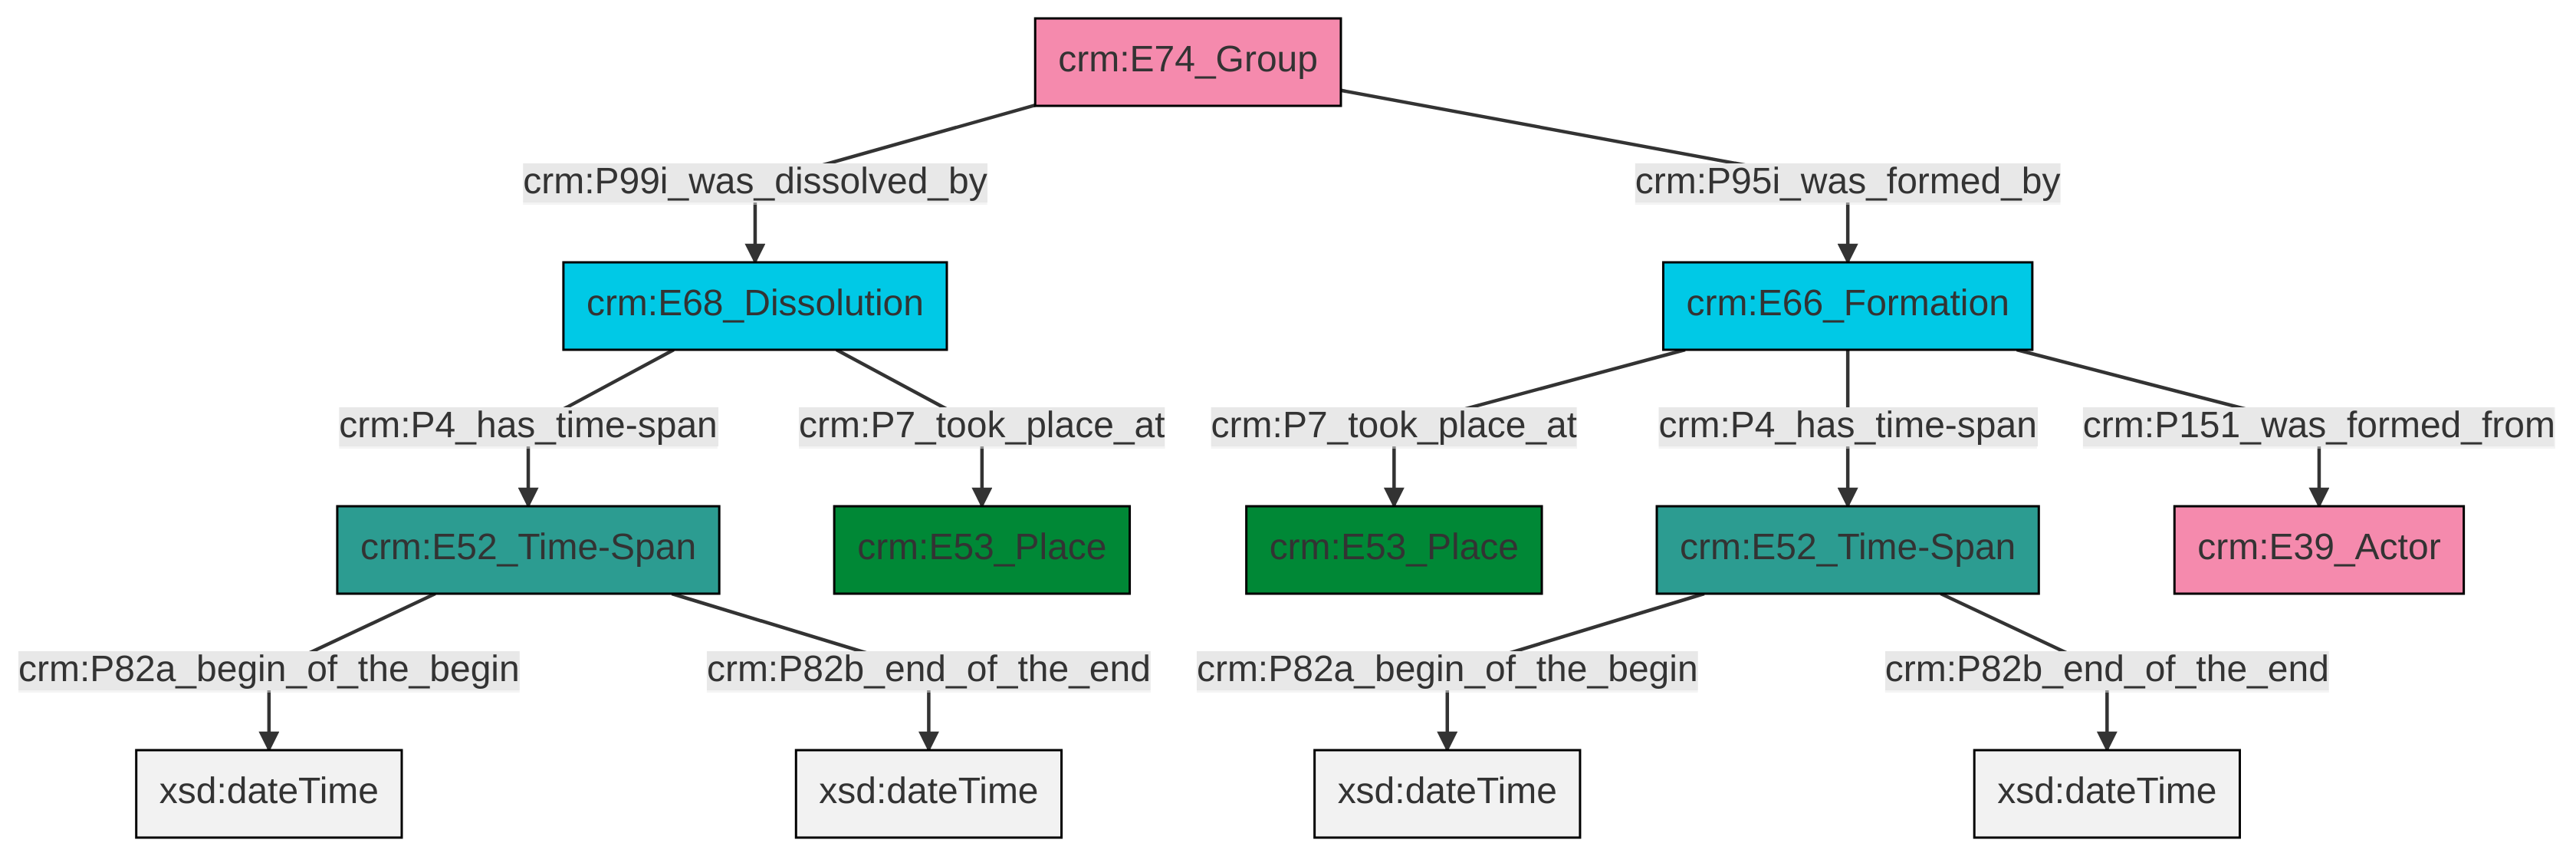 crm:E74_Group
crm:P99i_was_dissolved_by
crm:P95i_was_formed_by
crm:E68_Dissolution
crm:E66_Formation
crm:P4_has_time-span
crm:P7_took_place_at
crm:P7_took_place_at
crm:P4_has_time-span
crm:P151_was_formed_from
crm:E52_Time-Span
crm:E53_Place
crm:E53_Place
crm:E52_Time-Span
crm:E39_Actor
crm:P82a_begin_of_the_begin
crm:P82b_end_of_the_end
crm:P82a_begin_of_the_begin
crm:P82b_end_of_the_end
xsd:dateTime
xsd:dateTime
xsd:dateTime
xsd:dateTime